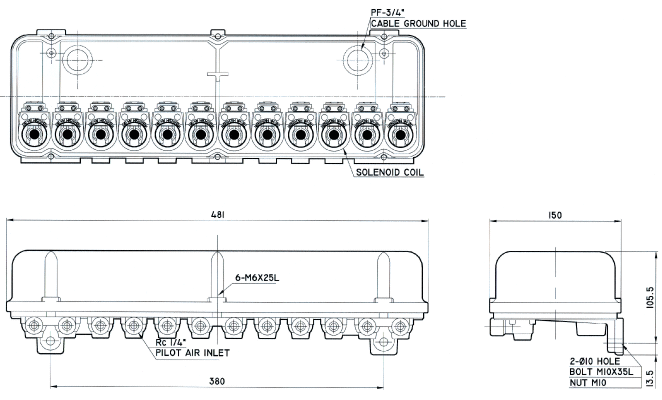 PF-3/4"
CABLE GROUND HOLE
SOLENOID COIL
481
150
6-M6X25L
Rc 1/4"
PILOT AIR INLET
380
105.5
2-Ø10 HOLE
BOLT M10X35L
NUT M10
13.5